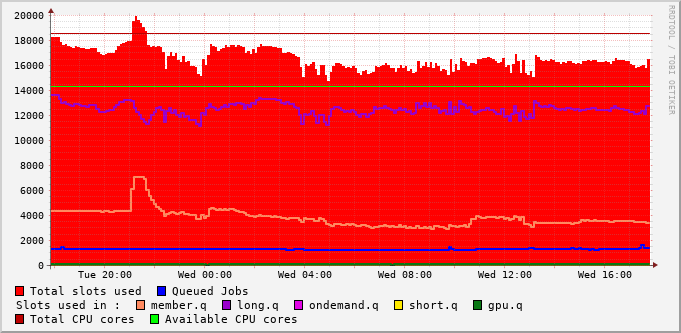 20000
18000
16000
14000
12000
10000
8000
6000
4000
2000
0
Tue 20:00 Wed 00:00 Wed 04:00 Wed 08:00 Wed 12:00 Wed 16:00
Total slots used Queued Jobs
Slots used in : member.q long.q ondemand.q short.q gpu.q
Total CPU cores Available CPU cores
RRDTOOL / TOBI OETIKER